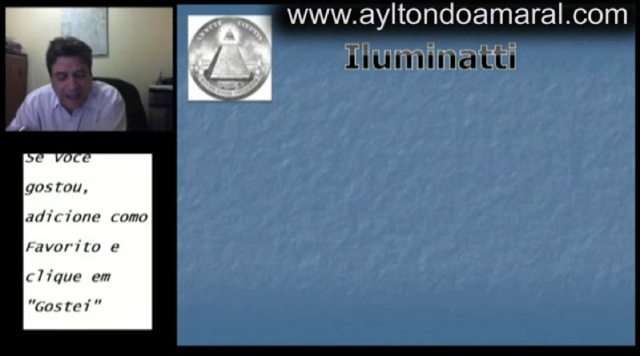 www.ayltondoamaral.com
Iluminatti
Se você
gostou,
adicione como
Favorito e
clique em
"Gostei"